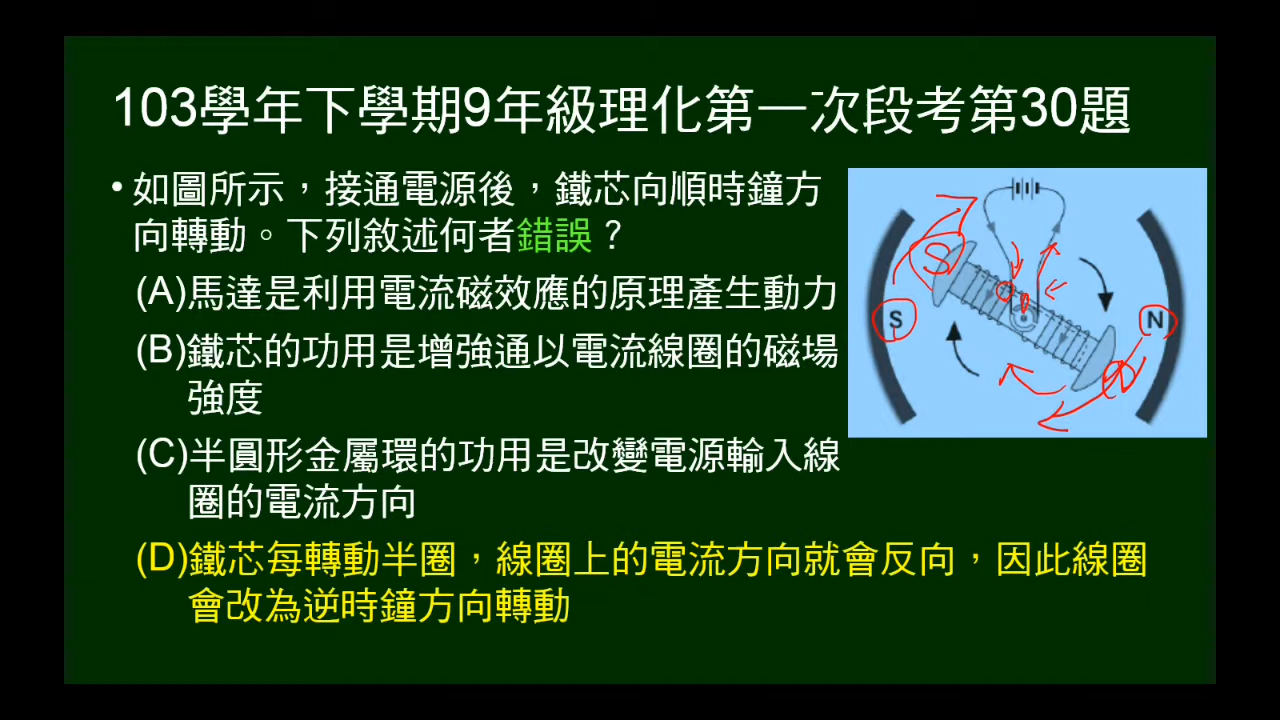 103學年下學期9年級理化第一次段考第30題
•如圖所示，接通電源後，鐵芯向順時鐘方
向轉動。下列敘述何者錯誤？
(A)馬達是利用電流磁效應的原理產生動力
(B)鐵芯的功用是增強通以電流線圈的磁場
強度
(C)半圓形金屬環的功用是改變電源輸入線
圈的電流方向
(D)鐵芯每轉動半圈，線圈上的電流方向就會反向，因此線圈
會改為逆時鐘方向轉動
S
S
N
N